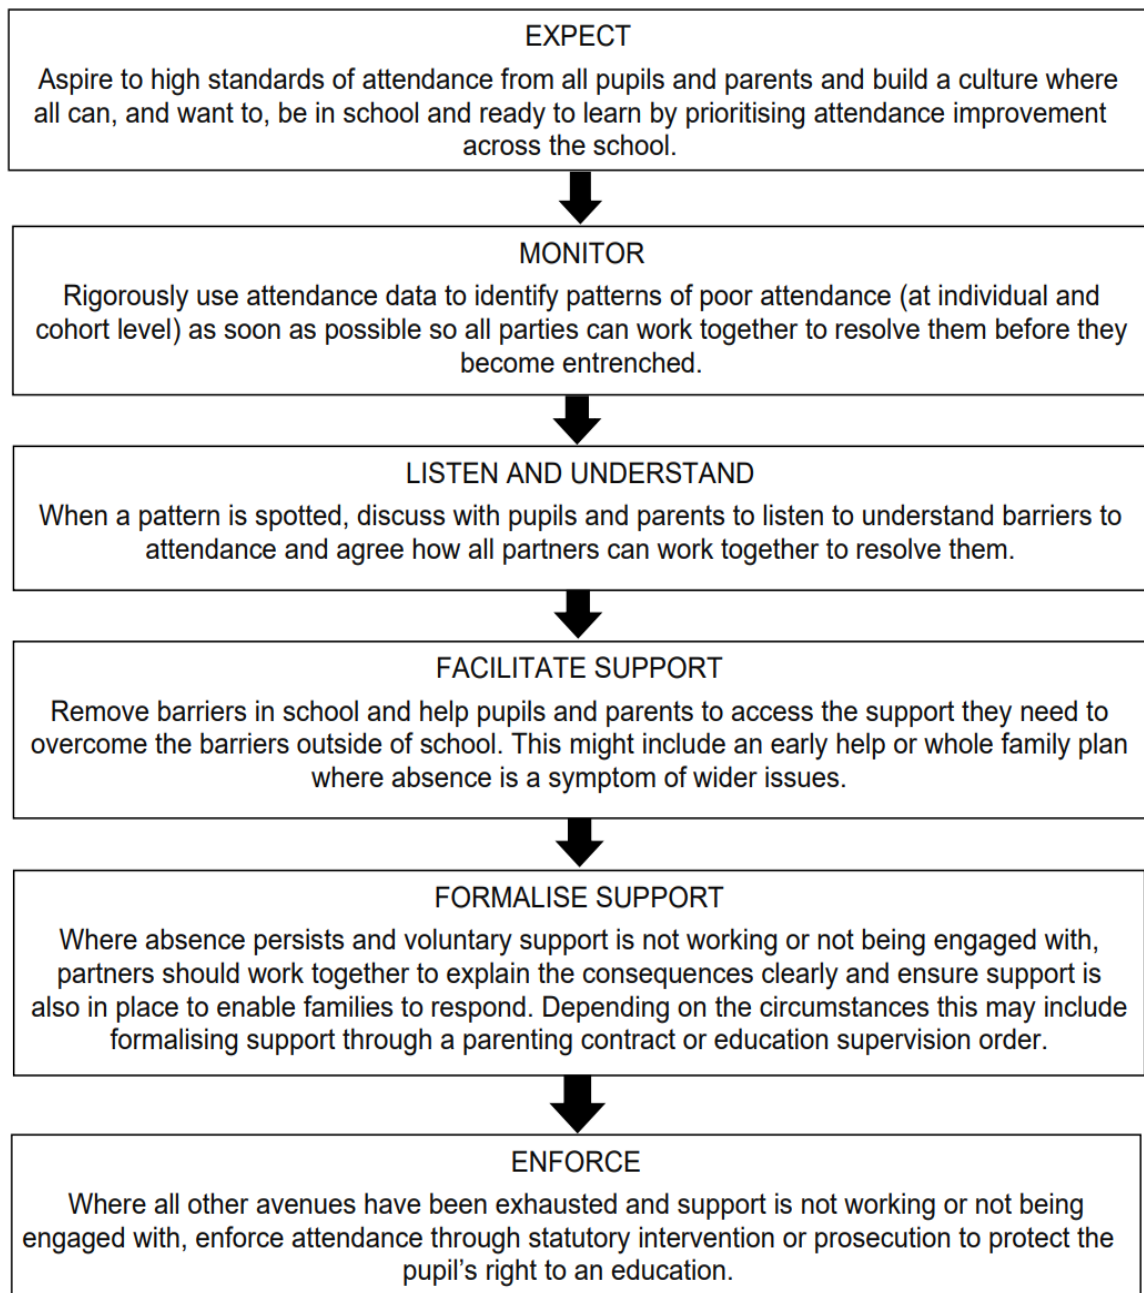 EXPECT
Aspire to high standards of attendance from all pupils and parents and build a culture where
all can, and want to, be in school and ready to learn by prioritising attendance improvement
across the school.
MONITOR
Rigorously use attendance data to identify patterns of poor attendance (at individual and
cohort level) as soon as possible so all parties can work together to resolve them before they
become entrenched.
LISTEN AND UNDERSTAND
When a pattern is spotted, discuss with pupils and parents to listen to understand barriers to
attendance and agree how all partners can work together to resolve them.
FACILITATE SUPPORT
Remove barriers in school and help pupils and parents to access the support they need to
overcome the barriers outside of school. This might include an early help or whole family plan
where absence is a symptom of wider issues.
FORMALISE SUPPORT
Where absence persists and voluntary support is not working or not being engaged with,
partners should work together to explain the consequences clearly and ensure support is
also in place to enable families to respond. Depending on the circumstances this may include
formalising support through a parenting contract or education supervision order.
ENFORCE
Where all other avenues have been exhausted and support is not working or not being
engaged with, enforce attendance through statutory intervention or prosecution to protect the
pupil's right to an education.